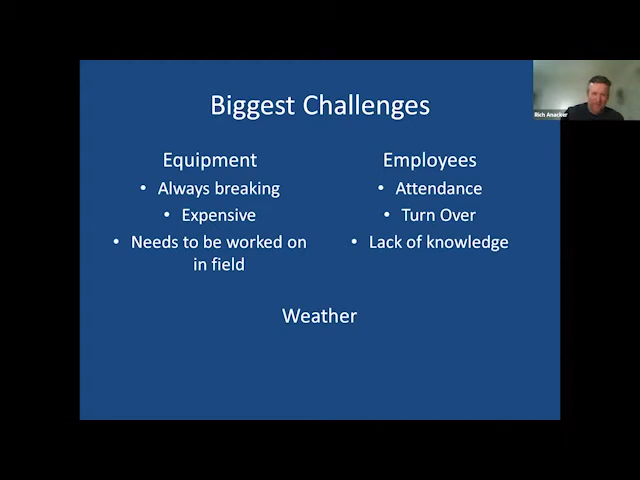 Biggest Challenges
Equipment
• Always breaking
• Expensive
• Needs to be worked on
in field
Employees
• Attendance
• Turn Over
• Lack of knowledge
Weather
Rich Anacker